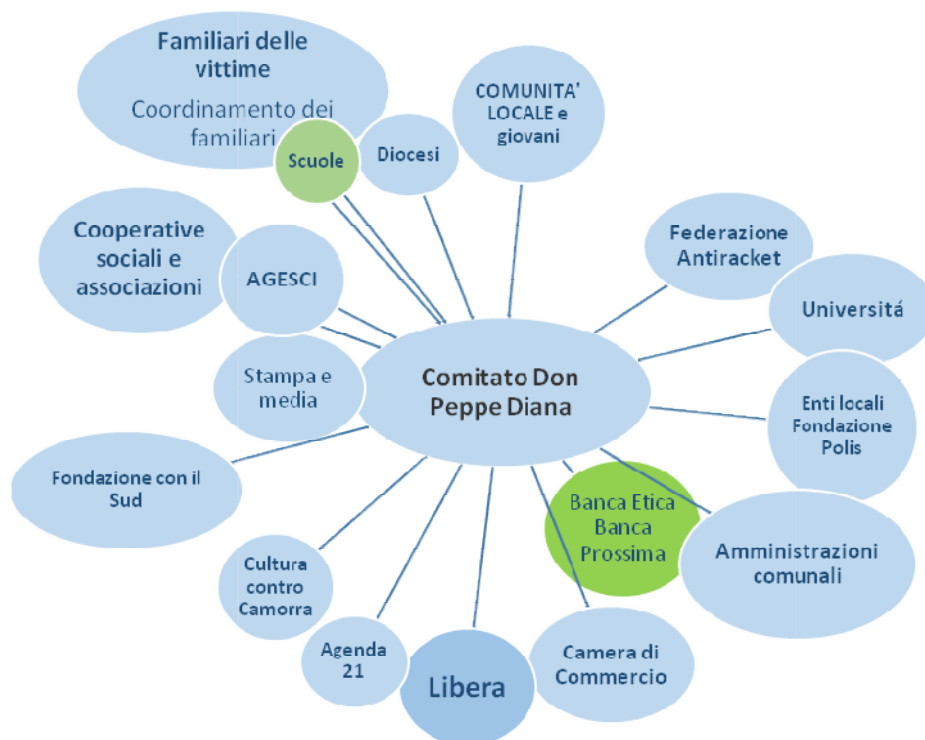 Familiari delle
vittime
Coordinamento dei
familiari
COMUNITA'
LOCALE e
giovani
Scuole
Diocesi
Cooperative
sociali e
associazioni
AGESCI
Federazione
Antiracket
Universitá
Stampa e
media
Comitato Don
Peppe Diana
Enti locali
Fondazione
Polis
Fondazione con il
Sud
Banca Etica
Banca
Prossima
Amministrazioni
comunali
Cultura
contro
Camorra
Agenda
21
Libera
Camera di
Commercio